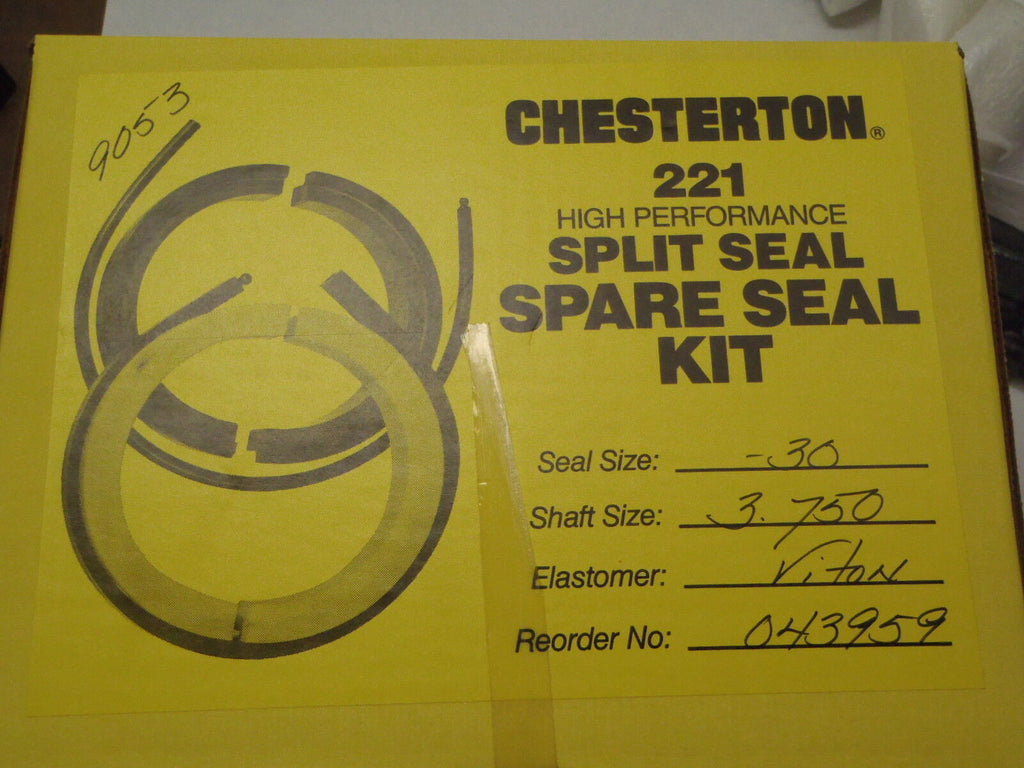 9053
CHESTERTON®
221
HIGH PERFORMANCE
SPLIT SEAL
SPARE SEAL
KIT
Seal Size: -30
Shaft Size: 3.750
Elastomer: Viton
Reorder No: 043959